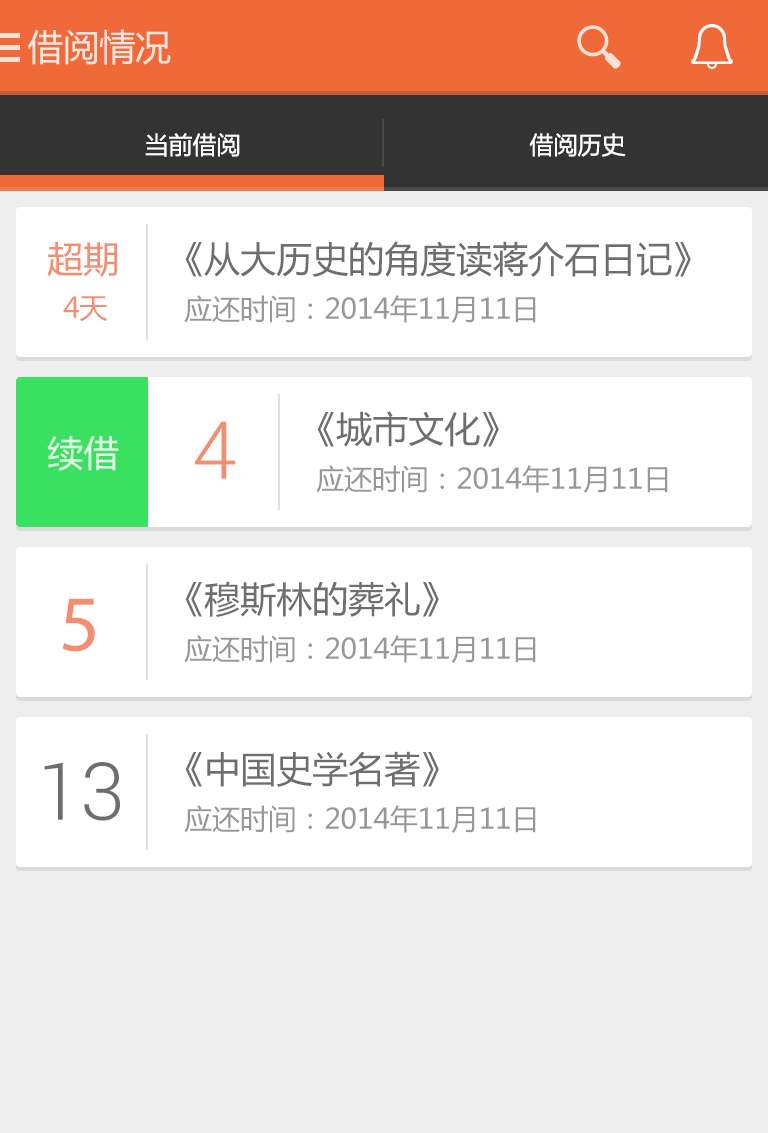 借阅情况
当前借阅
借阅历史
超期
4天
《从大历史的角度读蒋介石日记》
应还时间：2014年11月11日
续借
4
《城市文化》
应还时间：2014年11月11日
5
《穆斯林的葬礼》
应还时间：2014年11月11日
13
《中国史学名著》
应还时间：2014年11月11日